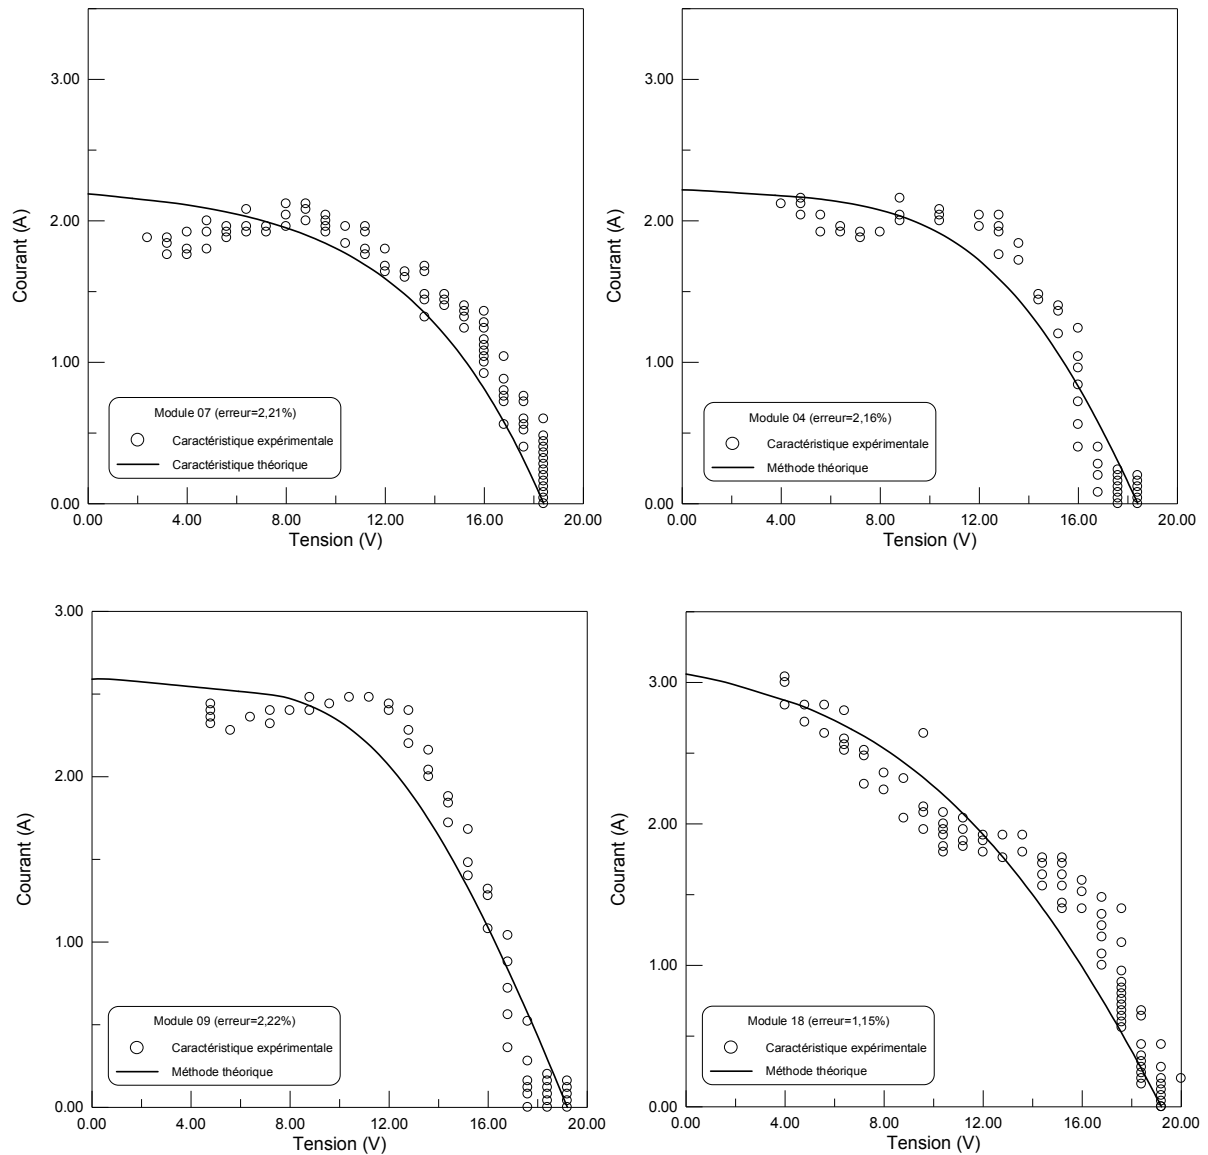 3.00
2.00
1.00
0.00
Courant (A)
Module 07 (erreur=2,21%)
Caractéristique expérimentale
Caractéristique théorique
0.00 4.00 8.00 12.00 16.00 20.00
Tension (V)
3.00
2.00
1.00
0.00
Courant (A)
Module 04 (erreur=2,16%)
Caractéristique expérimentale
Méthode théorique
0.00 4.00 8.00 12.00 16.00 20.00
Tension (V)
3.00
2.00
1.00
0.00
Courant (A)
Module 09 (erreur=2,22%)
Caractéristique expérimentale
Méthode théorique
0.00 4.00 8.00 12.00 16.00 20.00
Tension (V)
3.00
2.00
1.00
0.00
Courant (A)
Module 18 (erreur=1,15%)
Caractéristique expérimentale
Méthode théorique
0.00 4.00 8.00 12.00 16.00 20.00
Tension (V)